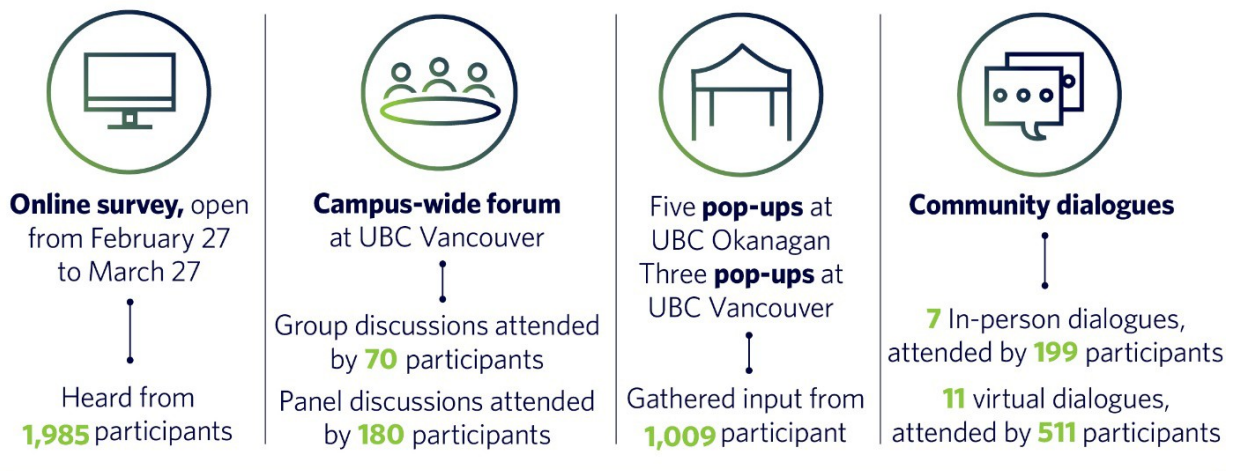 Online survey, open
from February 27
to March 27
Heard from
1,985 participants
Campus-wide forum
at UBC Vancouver
Group discussions attended
by 70 participants
Panel discussions attended
by 180 participants
Five pop-ups at
UBC Okanagan
Three pop-ups at
UBC Vancouver
Gathered input from
1,009 participant
Community dialogues
7 In-person dialogues,
attended by 199 participants
11 virtual dialogues,
attended by 511 participants